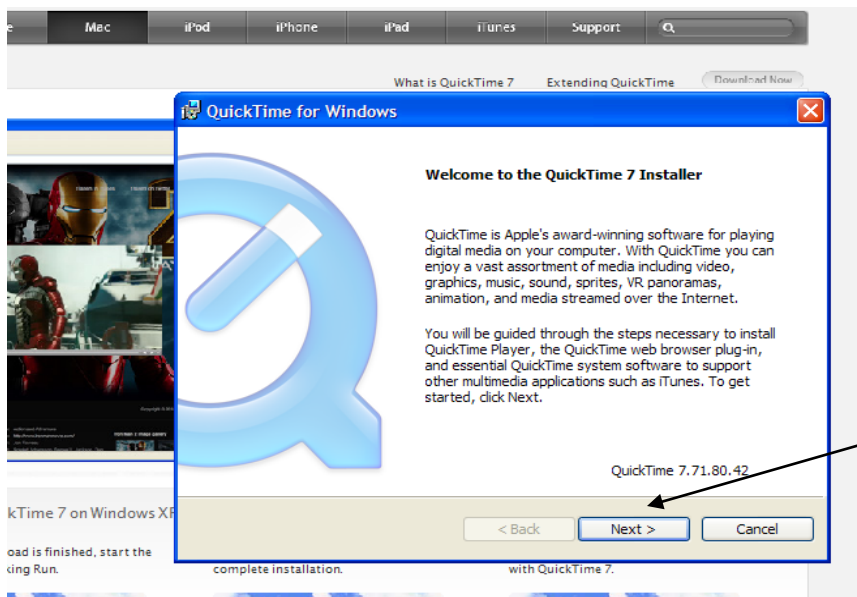 Mac iPod iPhone iPad iTunes Support
What is QuickTime 7 Extending QuickTime Download Now
QuickTime for Windows
Welcome to the QuickTime 7 Installer
QuickTime is Apple's award-winning software for playing
digital media on your computer. With QuickTime you can
enjoy a vast assortment of media including video,
graphics, music, sound, sprites, VR panoramas,
animation, and media streamed over the Internet.
You will be guided through the steps necessary to install
QuickTime Player, the QuickTime web browser plug-in,
and essential QuickTime system software to support
other multimedia applications such as iTunes. To get
started, click Next.
QuickTime 7.71.80.42
< Back Next > Cancel
kTime 7 on Windows XP
oad is finished, start the
king Run.
complete installation.
with QuickTime 7.